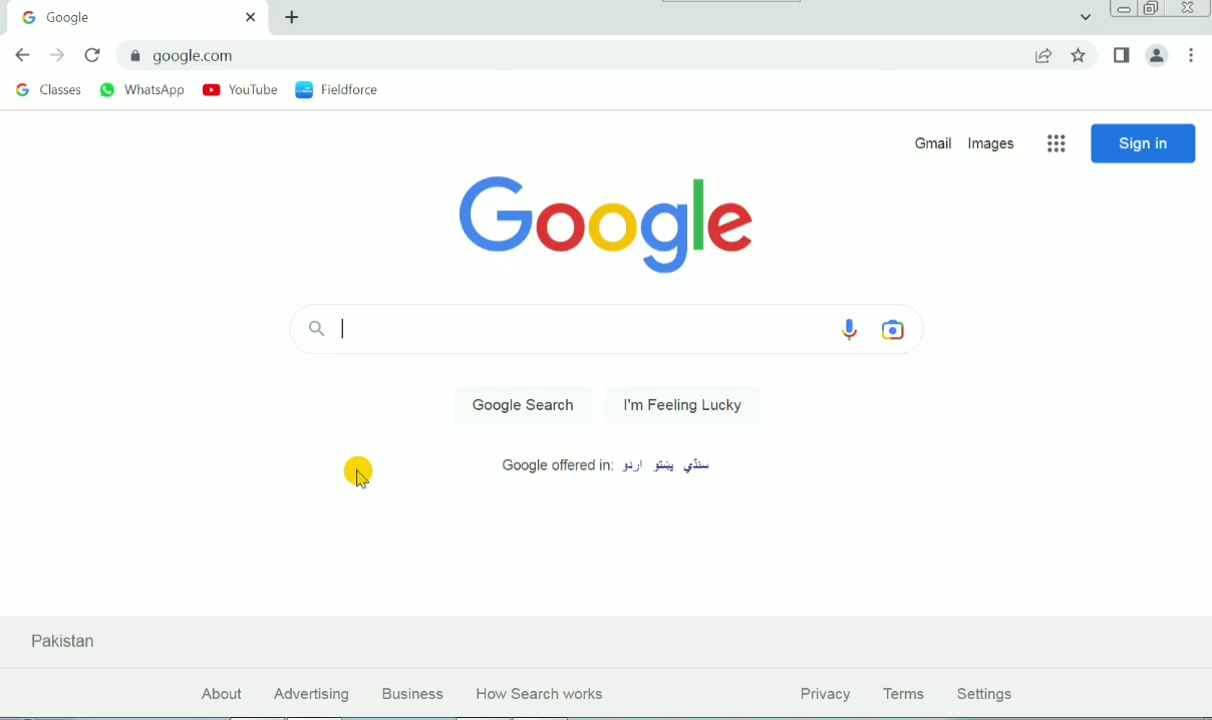 Google
google.com
Classes WhatsApp YouTube Fieldforce
Gmail Images Sign in
Google
Google Search I'm Feeling Lucky
Google offered in: اردو پښتو سنڌي
Pakistan
About Advertising Business How Search works Privacy Terms Settings